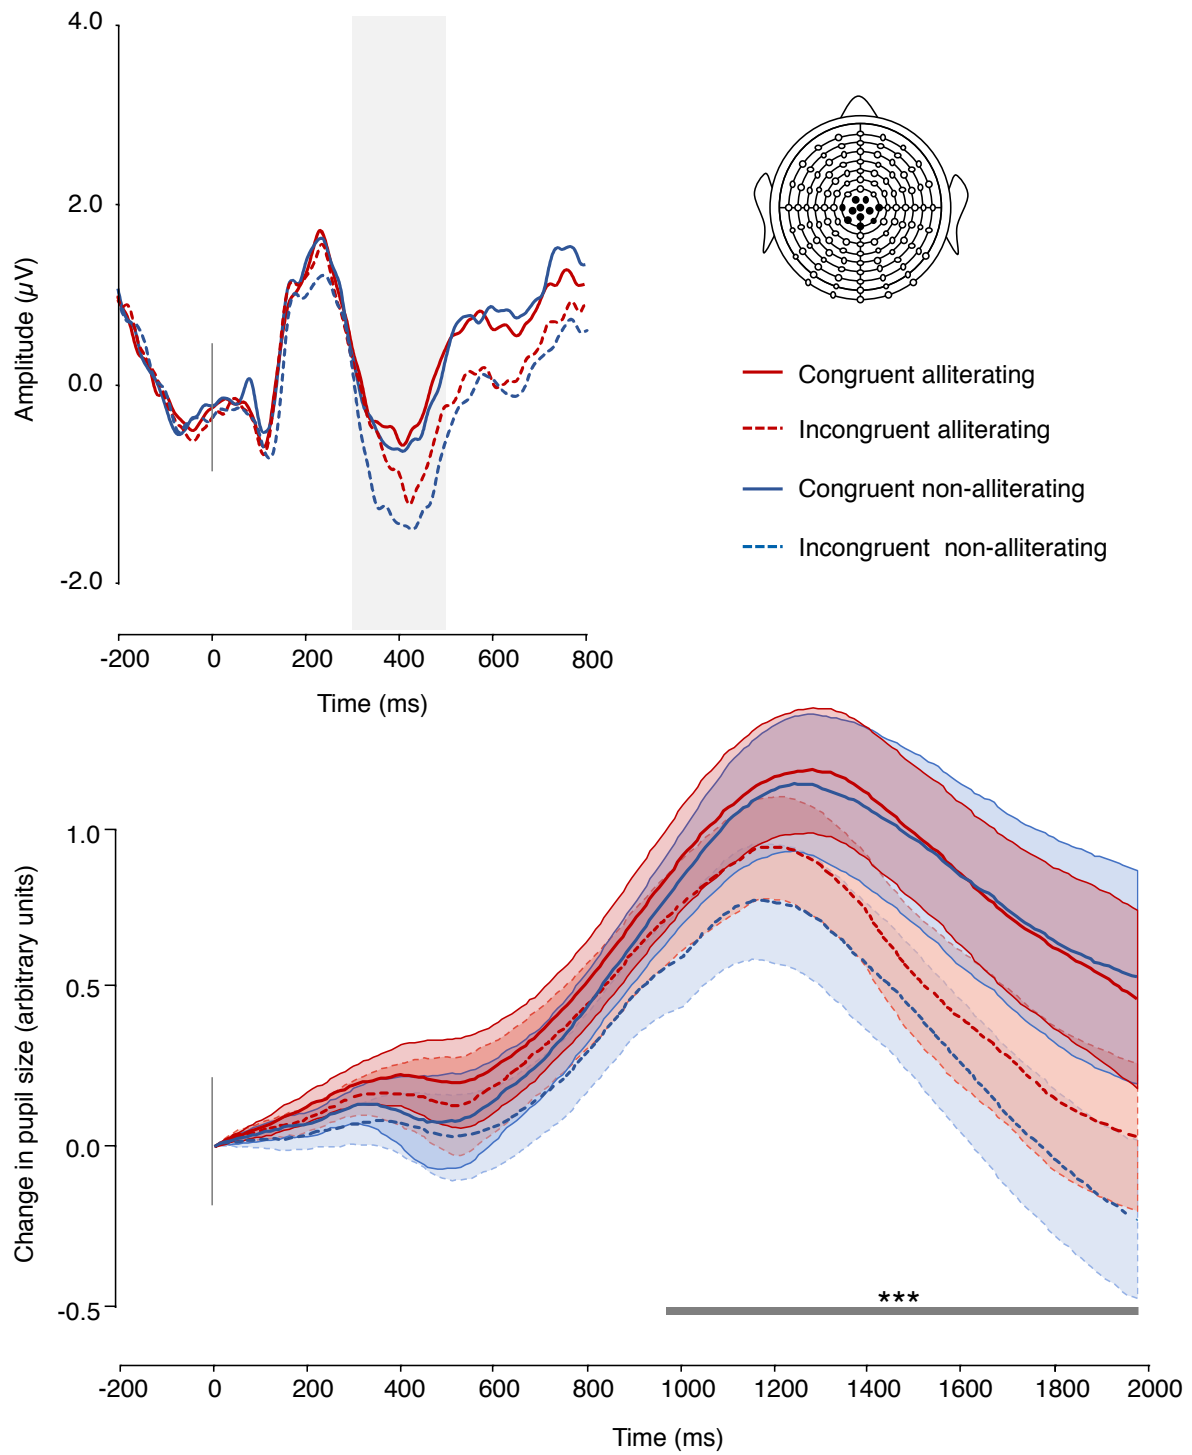 4.0
2.0
0.0
-2.0
Amplitude (µV)
-200 0 200 400 600 800
Time (ms)
Congruent alliterating
Incongruent alliterating
Congruent non-alliterating
Incongruent non-alliterating
1.0
0.5
0.0
-0.5
Change in pupil size (arbitrary units)
***
-200 0 200 400 600 800 1000 1200 1400 1600 1800 2000
Time (ms)